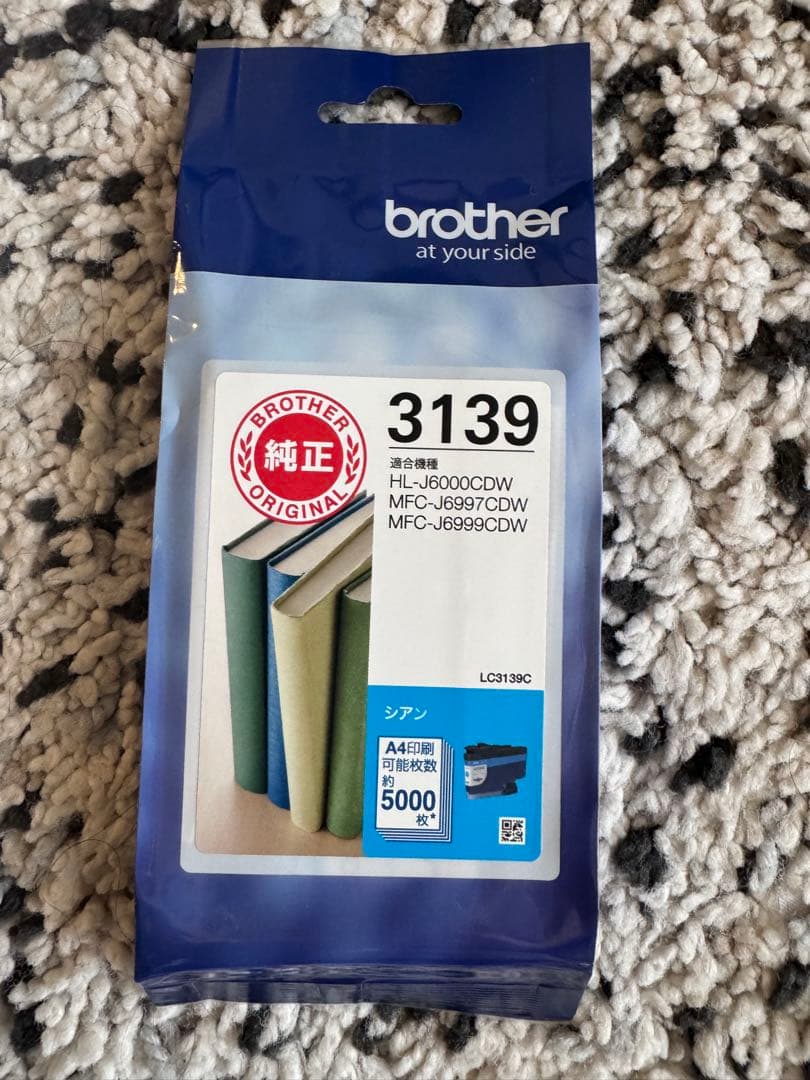 brother
at your side
BROTHER
純正
ORIGINAL
3139
適合機種
HL-J6000CDW
MFC-J6997CDW
MFC-J6999CDW
LC3139C
シアン
A4印刷
可能枚数
約
5000
枚*